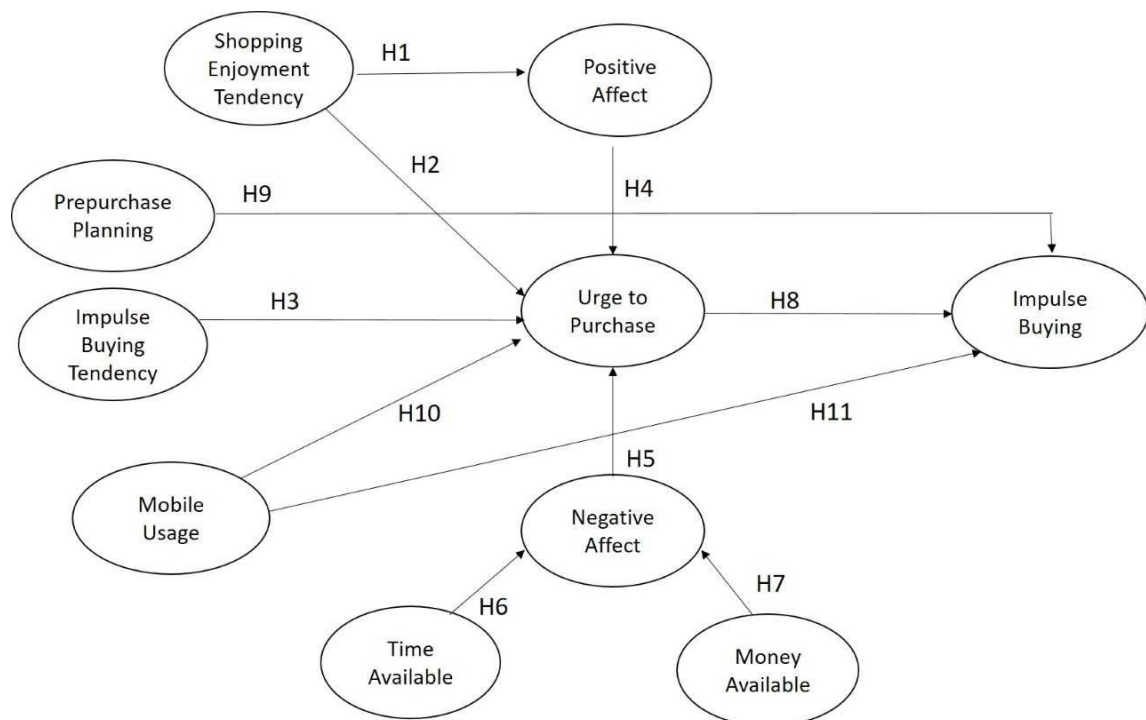 Shopping
Enjoyment
Tendency
H1
Positive
Affect
H2
H4
Prepurchase
Planning
H9
Impulse
Buying
Tendency
H3
Urge to
Purchase
H8
Impulse
Buying
H10
H11
H5
Mobile
Usage
Negative
Affect
H6
H7
Time
Available
Money
Available